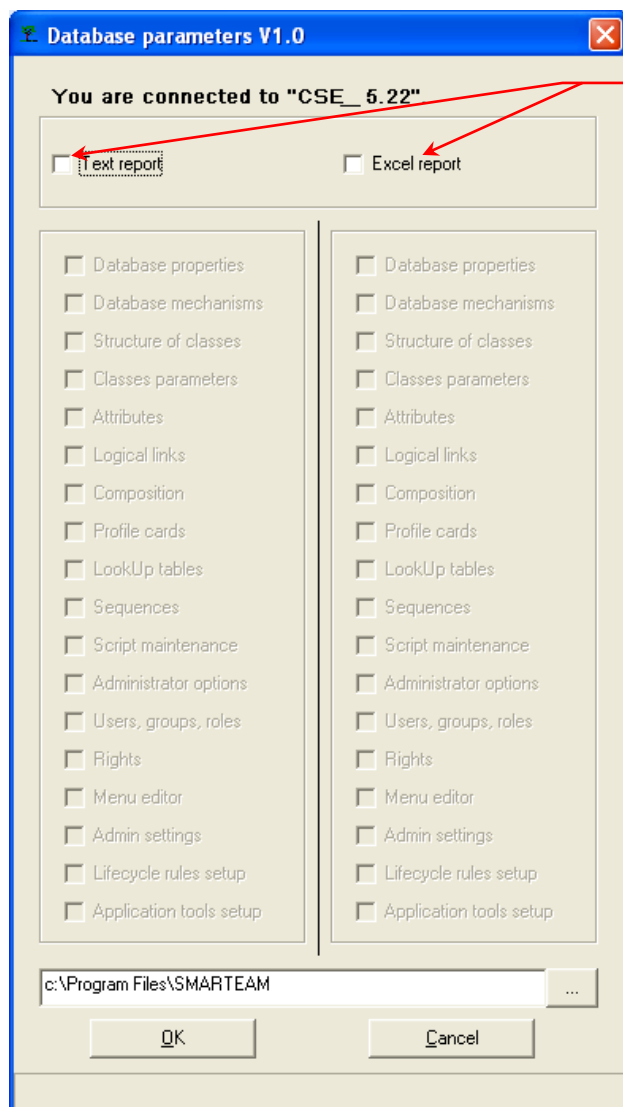 Database parameters V1.0
You are connected to "CSE_ 5.22".
Text report
Excel report
Database properties
Database mechanisms
Structure of classes
Classes parameters
Attributes
Logical links
Composition
Profile cards
LookUp tables
Sequences
Script maintenance
Administrator options
Users, groups, roles
Rights
Menu editor
Admin settings
Lifecycle rules setup
Application tools setup
Database properties
Database mechanisms
Structure of classes
Classes parameters
Attributes
Logical links
Composition
Profile cards
LookUp tables
Sequences
Script maintenance
Administrator options
Users, groups, roles
Rights
Menu editor
Admin settings
Lifecycle rules setup
Application tools setup
c:\Program Files\SMARTEAM
...
OK
Cancel